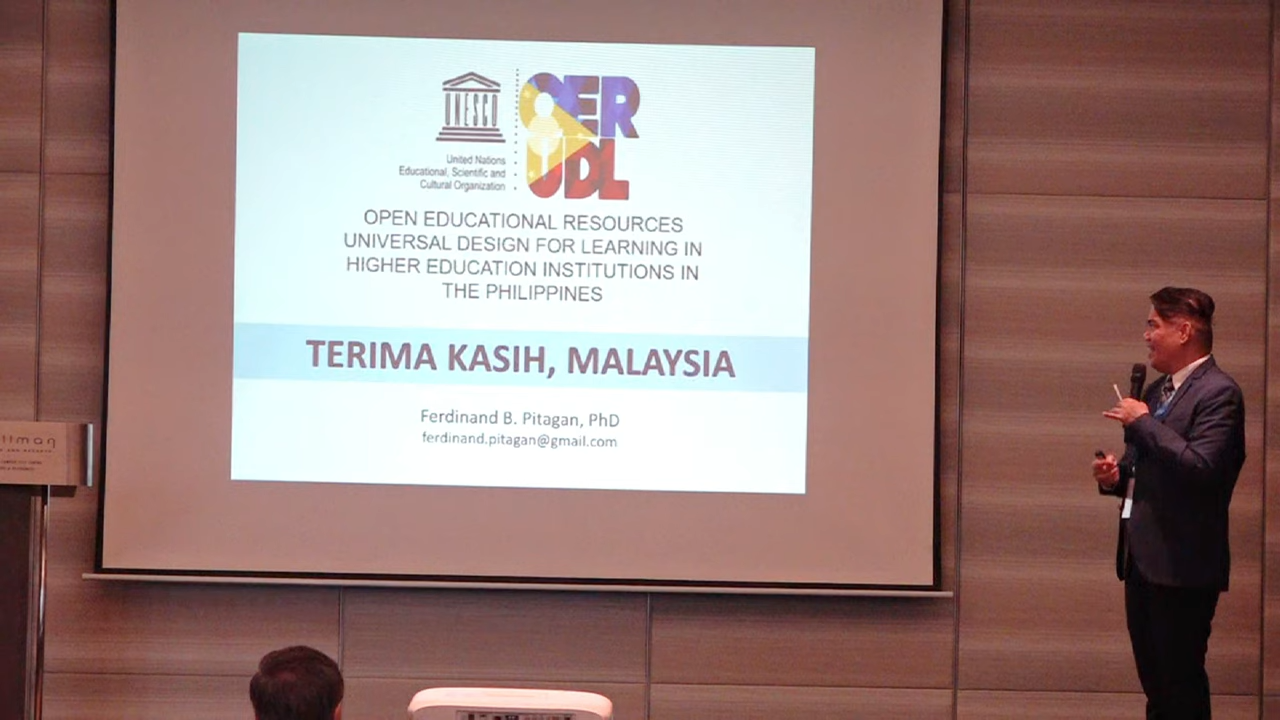 UNESCO
United Nations
Educational, Scientific and
Cultural Organization
OER
UDL
OPEN EDUCATIONAL RESOURCES
UNIVERSAL DESIGN FOR LEARNING IN
HIGHER EDUCATION INSTITUTIONS IN
THE PHILIPPINES
TERIMA KASIH, MALAYSIA
Ferdinand B. Pitagan, PhD
ferdinand.pitagan@gmail.com